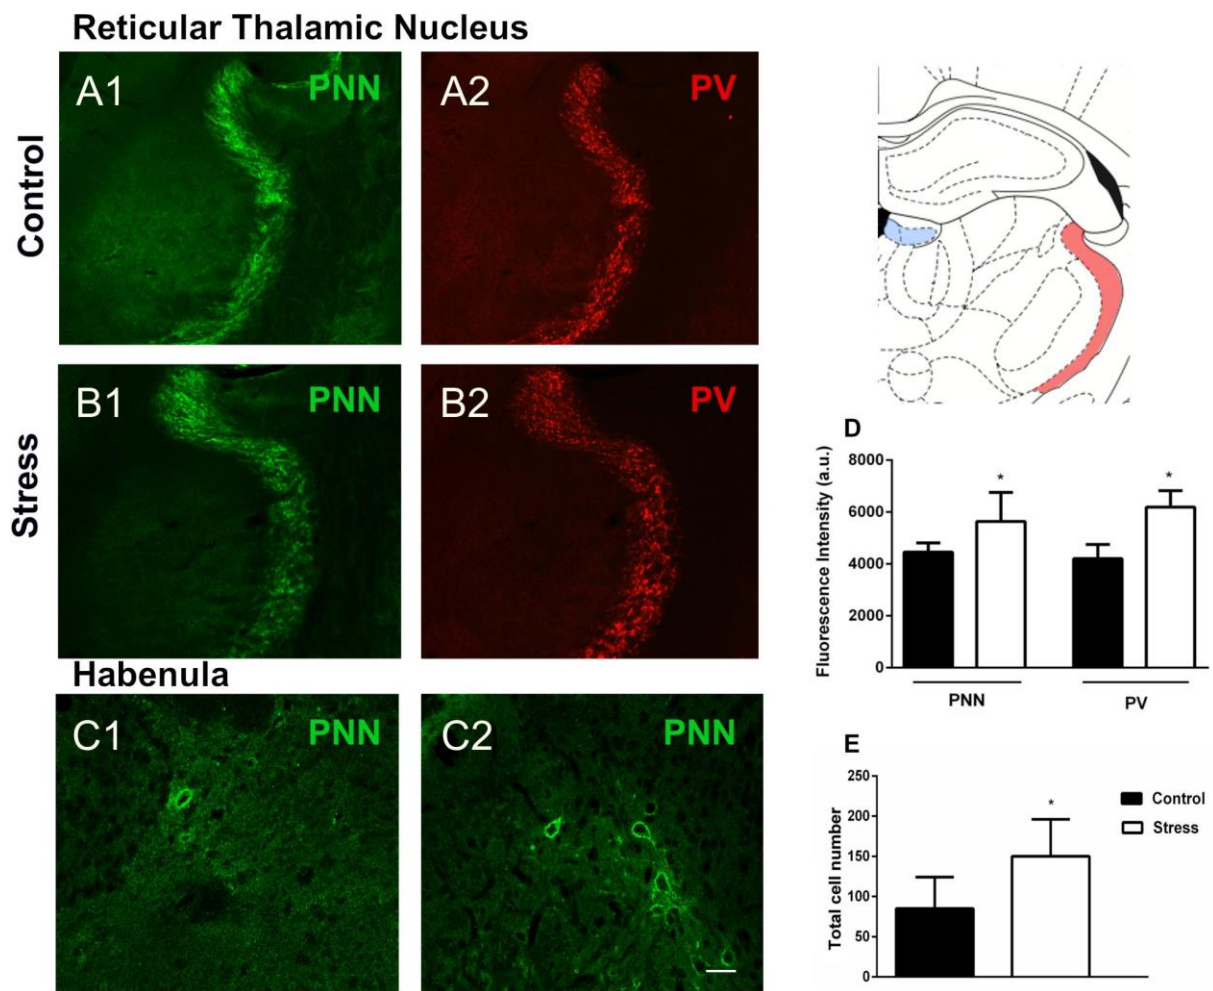 Reticular Thalamic Nucleus
Control
A1 PNN
A2 PV
Stress
B1 PNN
B2 PV
Habenula
C1 PNN
C2 PNN
D
Fluorescence Intensity (a.u.)
8000
6000
4000
2000
0
*
*
PNN
PV
E
Total cell number
250
200
150
100
50
0
*
Control
Stress